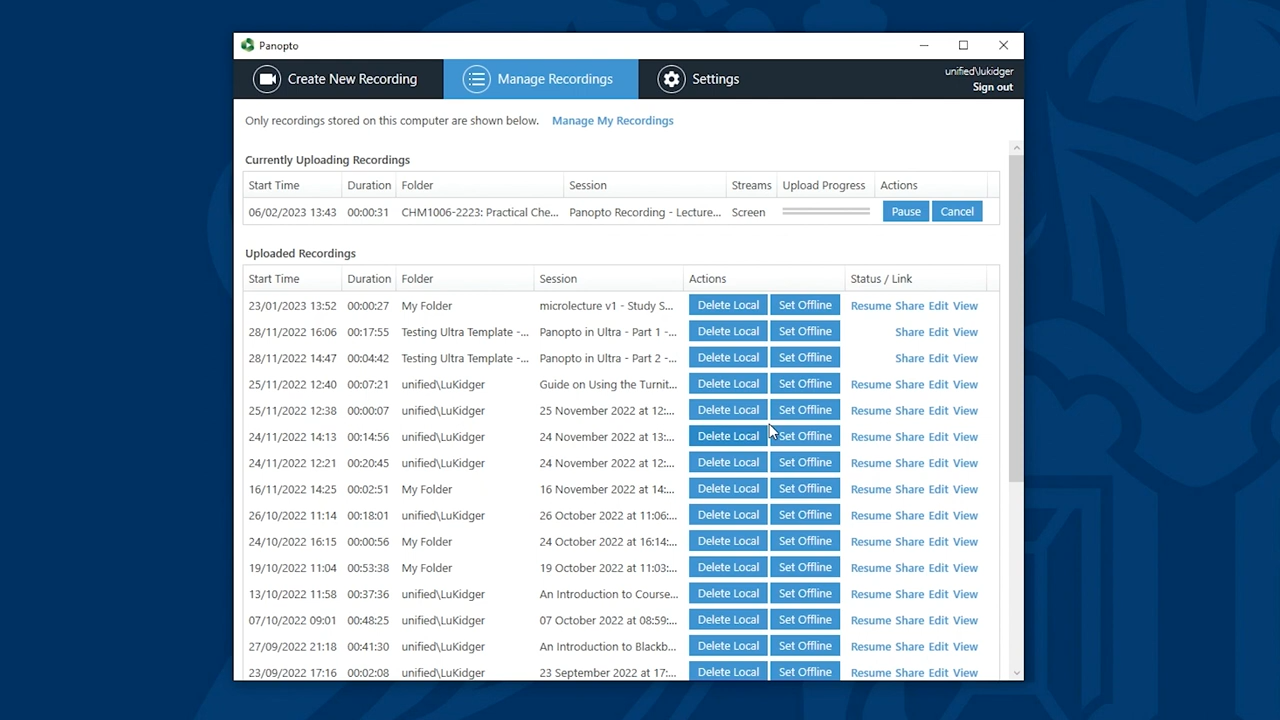 Panopto
Create New Recording Manage Recordings Settings unified\lukidger
Sign out
Only recordings stored on this computer are shown below. Manage My Recordings
Currently Uploading Recordings
Start Time Duration Folder Session Streams Upload Progress Actions
06/02/2023 13:43 00:00:31 CHM1006-2223: Practical Che... Panopto Recording - Lecture... Screen Pause Cancel
Uploaded Recordings
Start Time Duration Folder Session Actions Status / Link
23/01/2023 13:52 00:00:27 My Folder microlecture v1 - Study S... Delete Local Set Offline Resume Share Edit View
28/11/2022 16:06 00:17:55 Testing Ultra Template -... Panopto in Ultra - Part 1 -... Delete Local Set Offline Share Edit View
28/11/2022 14:47 00:04:42 Testing Ultra Template -... Panopto in Ultra - Part 2 -... Delete Local Set Offline Share Edit View
25/11/2022 12:40 00:07:21 unified\LuKidger Guide on Using the Turnit... Delete Local Set Offline Resume Share Edit View
25/11/2022 12:38 00:00:07 unified\LuKidger 25 November 2022 at 12:... Delete Local Set Offline Resume Share Edit View
24/11/2022 14:13 00:14:56 unified\LuKidger 24 November 2022 at 13:... Delete Local Set Offline Resume Share Edit View
24/11/2022 12:21 00:20:45 unified\LuKidger 24 November 2022 at 12:... Delete Local Set Offline Resume Share Edit View
16/11/2022 14:25 00:02:51 My Folder 16 November 2022 at 14:... Delete Local Set Offline Resume Share Edit View
26/10/2022 11:14 00:18:01 unified\LuKidger 26 October 2022 at 11:06:... Delete Local Set Offline Resume Share Edit View
24/10/2022 16:15 00:00:56 My Folder 24 October 2022 at 16:14:... Delete Local Set Offline Resume Share Edit View
19/10/2022 11:04 00:53:38 My Folder 19 October 2022 at 11:03:... Delete Local Set Offline Resume Share Edit View
13/10/2022 11:58 00:37:36 unified\LuKidger An Introduction to Course... Delete Local Set Offline Resume Share Edit View
07/10/2022 09:01 00:48:25 unified\LuKidger 07 October 2022 at 08:59:... Delete Local Set Offline Resume Share Edit View
27/09/2022 21:18 00:41:30 unified\LuKidger An Introduction to Blackb... Delete Local Set Offline Resume Share Edit View
23/09/2022 17:16 00:02:08 unified\LuKidger 23 September 2022 at 17:... Delete Local Set Offline Resume Share Edit View